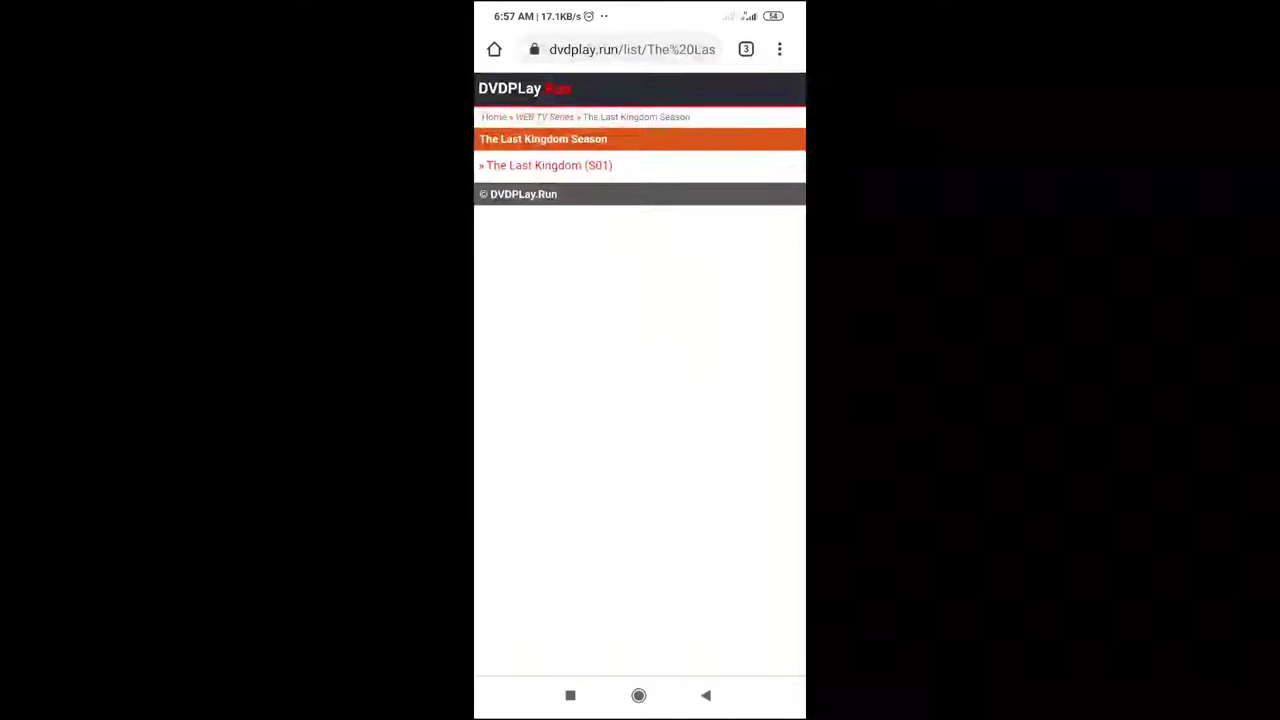 6:57 AM | 17.1KB/s
54
dvdplay.run/list/The%20Las
3
DVDPLay Run
Home » WEB TV Series » The Last Kingdom Season
The Last Kingdom Season
» The Last Kingdom (S01)
© DVDPLay.Run